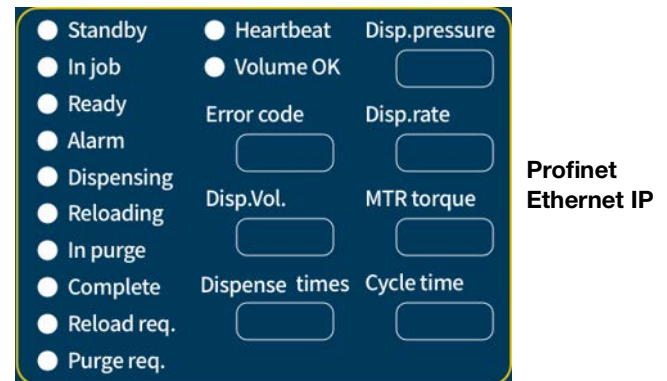 Standby
In job
Ready
Alarm
Dispensing
Reloading
In purge
Complete
Reload req.
Purge req.
Heartbeat
Volume OK
Error code
Disp.Vol.
Dispense times
Disp.pressure
Disp.rate
MTR torque
Cycle time
Profinet
Ethernet IP